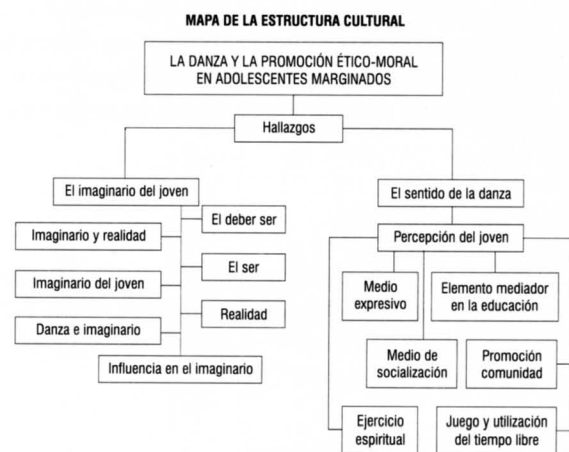 MAPA DE LA ESTRUCTURA CULTURAL
LA DANZA Y LA PROMOCIÓN ÉTICO-MORAL
EN ADOLESCENTES MARGINADOS
Hallazgos
El imaginario del joven
El deber ser
Imaginario y realidad
El ser
Imaginario del joven
Realidad
Danza e imaginario
Influencia en el imaginario
El sentido de la danza
Percepción del joven
Medio
expresivo
Elemento mediador
en la educación
Medio de
socialización
Promoción
comunidad
Ejercicio
espiritual
Juego y utilización
del tiempo libre